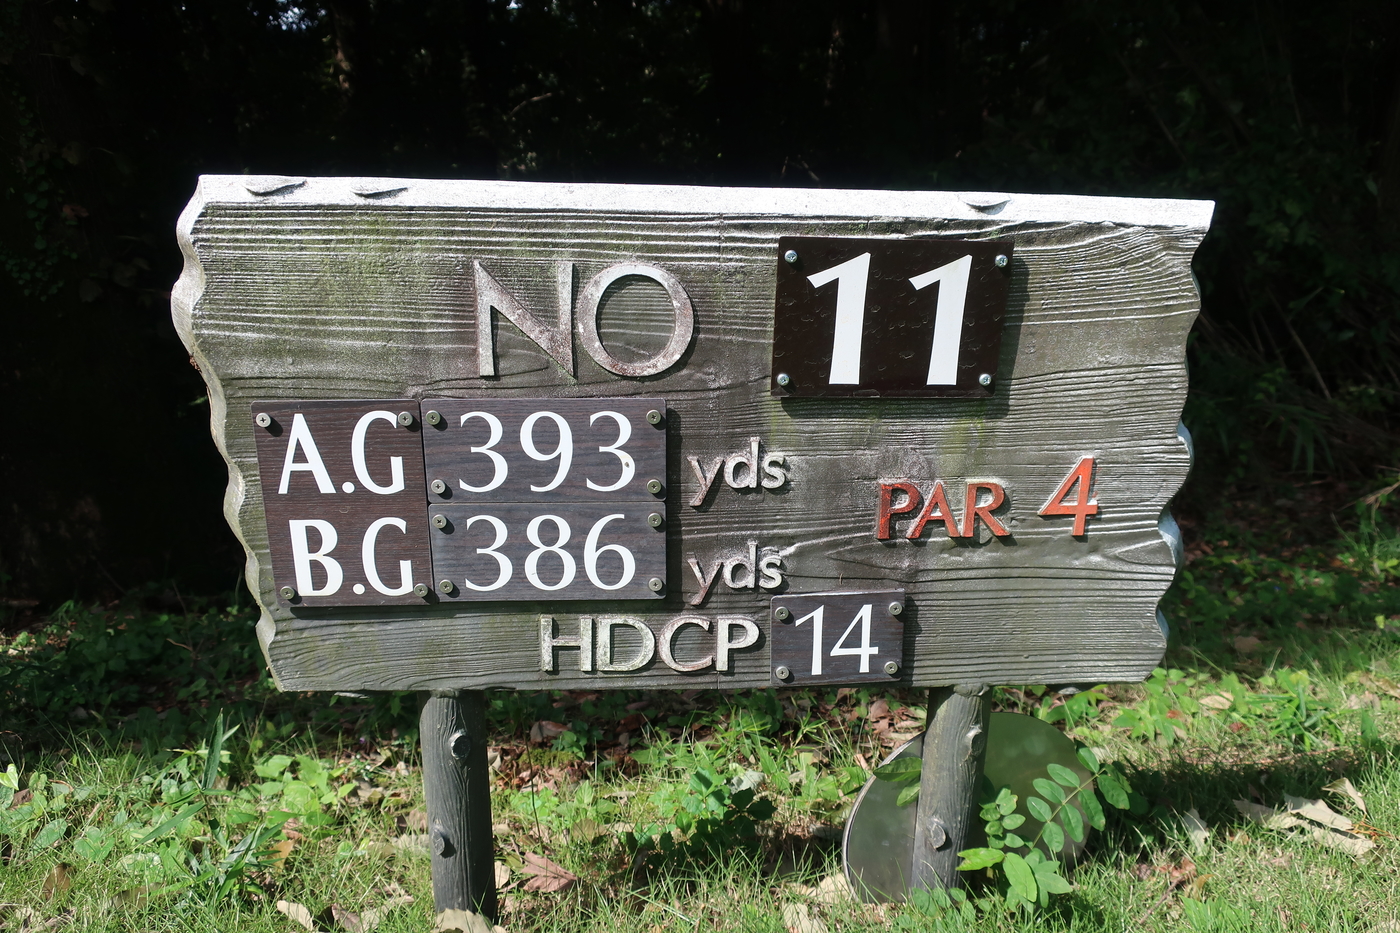 NO 11
A.G 393 yds
B.G 386 yds
PAR 4
HDCP 14